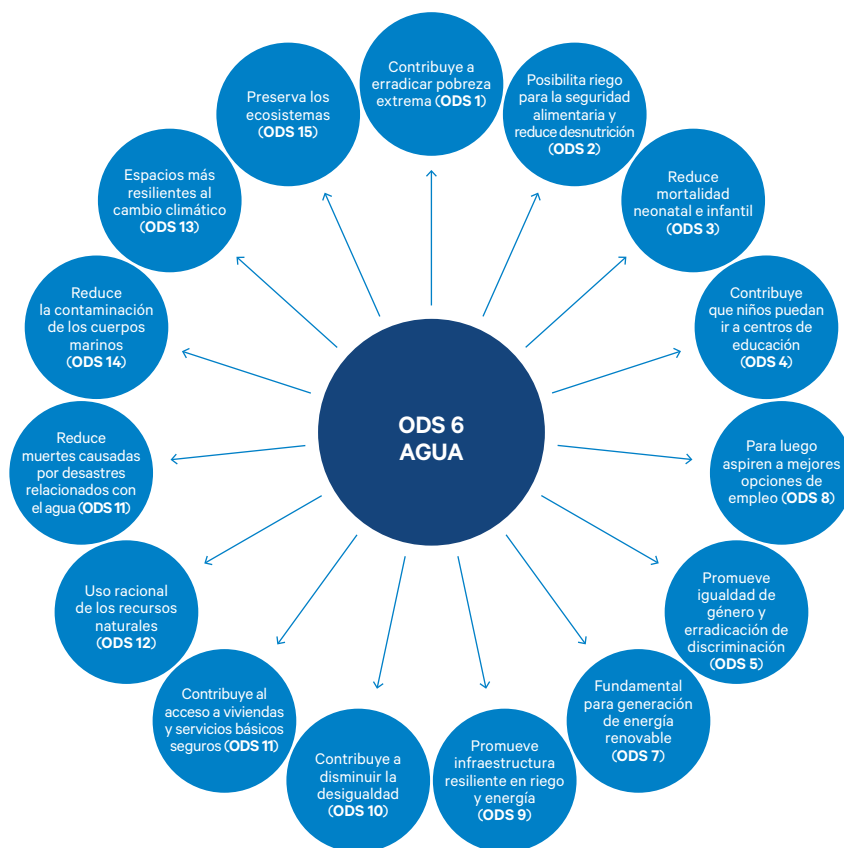 Contribuye a
erradicar pobreza
extrema (ODS 1)
Posibilita riego
para la seguridad
alimentaria y
reduce desnutrición
(ODS 2)
Reduce
mortalidad
neonatal e infantil
(ODS 3)
Contribuye
que niños puedan
ir a centros de
educación
(ODS 4)
Para luego
aspiren a mejores
opciones de
empleo (ODS 8)
Promueve
igualdad de
género y
erradicación de
discriminación
(ODS 5)
Fundamental
para generación
de energía
renovable
(ODS 7)
Promueve
infraestructura
resiliente en riego
y energía
(ODS 9)
Contribuye a
disminuir la
desigualdad
(ODS 10)
Contribuye al
acceso a viviendas
y servicios básicos
seguros (ODS 11)
Uso racional
de los recursos
naturales
(ODS 12)
Reduce
muertes causadas
por desastres
relacionados con
el agua (ODS 11)
Reduce
la contaminación
de los cuerpos
marinos
(ODS 14)
Espacios más
resilientes al
cambio climático
(ODS 13)
Preserva los
ecosistemas
(ODS 15)
ODS 6
AGUA